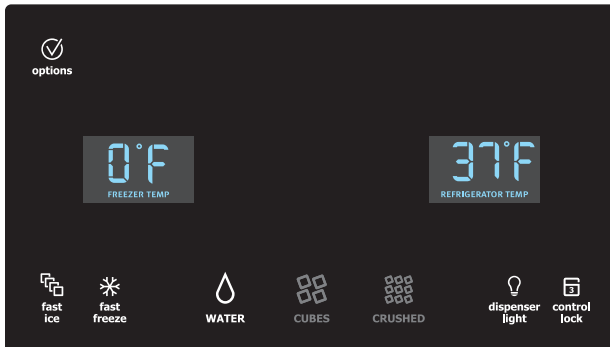 options
0°F
FREEZER TEMP
37°F
REFRIGERATOR TEMP
fast
ice
fast
freeze
WATER
CUBES
CRUSHED
dispenser
light
3
control
lock